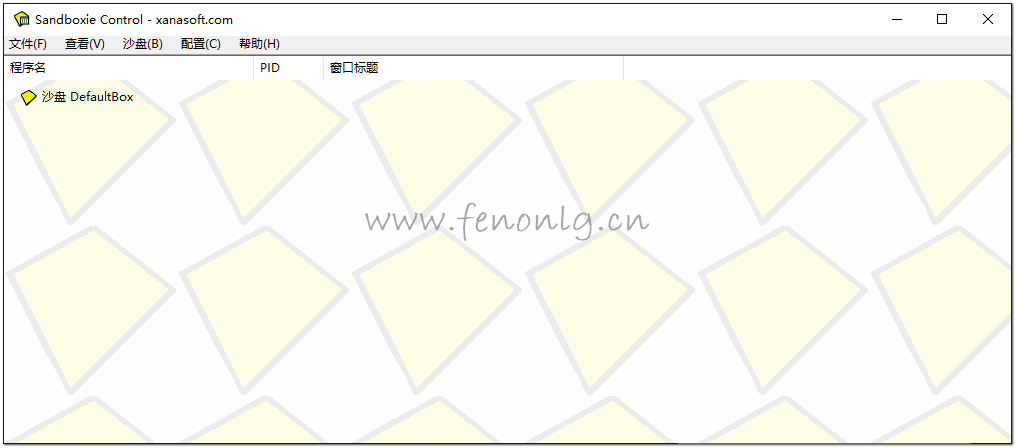 Sandboxie Control - xanasoft.com
文件(F) 查看(V) 沙盘(B) 配置(C) 帮助(H)
程序名 PID 窗口标题
沙盘 DefaultBox
www.fenonlg.cn